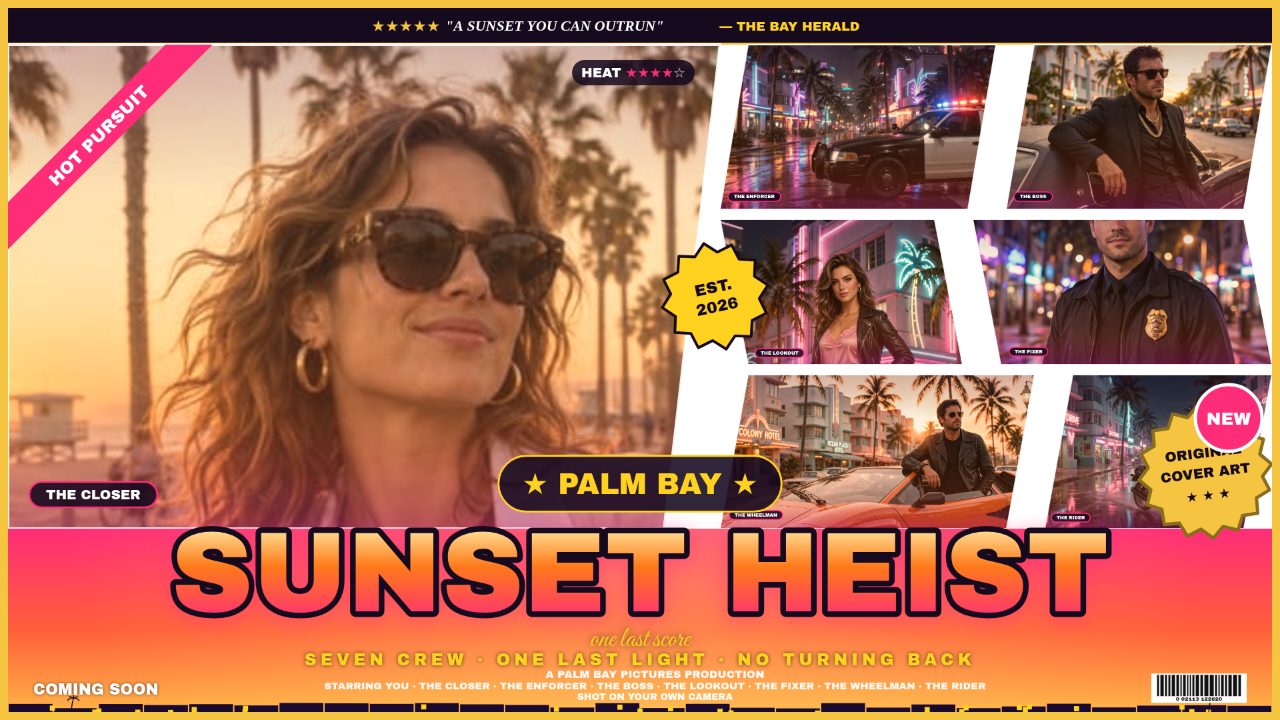 ★★★★★ "A SUNSET YOU CAN OUTRUN" — THE BAY HERALD
HOT PURSUIT
HEAT ★★★★☆
THE ENFORCER
THE BOSS
EST.
2026
THE LOOKOUT
THE FIXER
COLONY HOTEL
NEW
ORIGINAL
COVER ART
★ ★ ★
THE CLOSER
★ PALM BAY ★
THE WHEELMAN
THE RIDER
SUNSET HEIST
one last score
SEVEN CREW · ONE LAST LIGHT · NO TURNING BACK
A PALM BAY PICTURES PRODUCTION
STARRING YOU · THE CLOSER · THE ENFORCER · THE BOSS · THE LOOKOUT · THE FIXER · THE WHEELMAN · THE RIDER
SHOT ON YOUR OWN CAMERA
COMING SOON
0 82113 122020